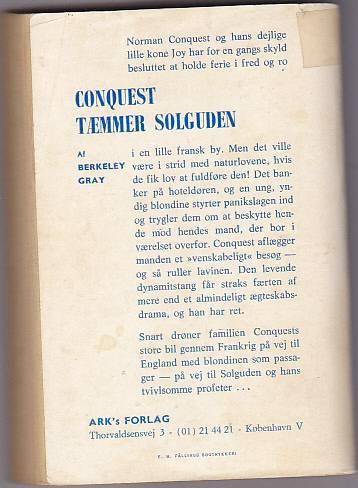 Norman Conquest og hans dejlige
lille kone Joy har for en gangs skyld
besluttet at holde ferie i fred og ro
CONQUEST
TÆMMER SOLGUDEN
Af
BERKELEY
GRAY
i en lille fransk by. Men det ville
være i strid med naturlovene, hvis
de fik lov at fuldføre den! Det ban-
ker på hoteldøren, og en ung, yn-
dig blondine styrter panikslagen ind
og trygler dem om at beskytte hen-
de mod hendes mand, der bor i
værelset overfor. Conquest aflægger
manden et »venskabeligt« besøg —
og så ruller lavinen. Den levende
dynamitstang får straks færten af
mere end et almindeligt ægteskabs-
drama, og han har ret.
Snart drøner familien Conquests
store bil gennem Frankrig på vej til
England med blondinen som passa-
ger — på vej til Solguden og hans
tvivlsomme profeter ...
ARK's FORLAG
Thorvaldsensvej 3 - (01) 21 44 21 - København V
BOGTRYKKERI